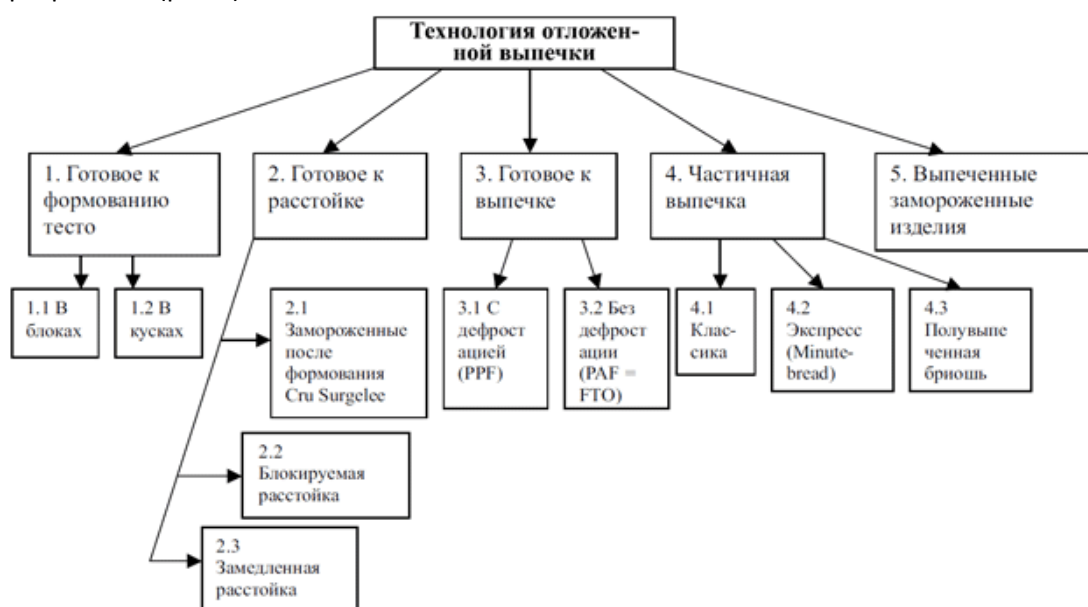 Технология отложен-
ной выпечки
1. Готовое к
формованию
тесто
2. Готовое к
расстойке
3. Готовое к
выпечке
4. Частичная
выпечка
5. Выпеченные
замороженные
изделия
1.1 В
блоках
1.2 В
кусках
2.1
Замороженные
после
формования
Cru Surgelee
3.1 С
дефрост
ацией
(PPF)
3.2 Без
дефрост
ации
(PAF =
FTO)
4.1
Клас-
сика
4.2
Экспресс
(Minute-
bread)
4.3
Полувыпе
ченная
бриошь
2.2
Блокируемая
расстойка
2.3
Замедленная
расстойка